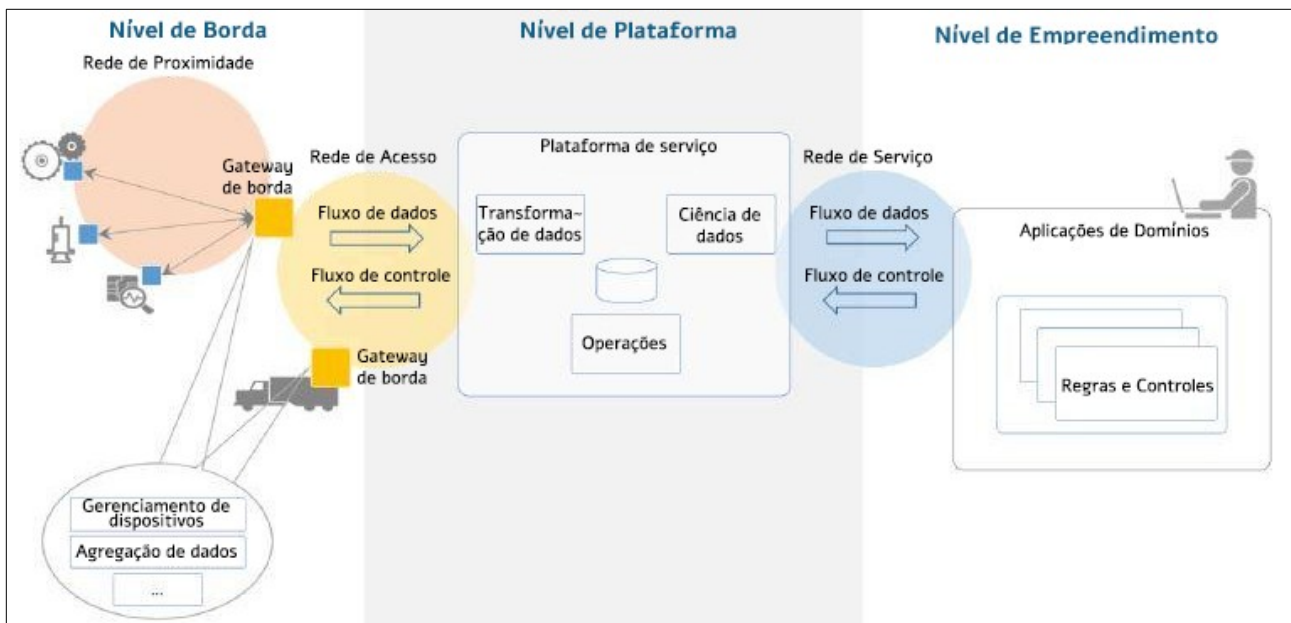 Nível de Borda
Nível de Plataforma
Nível de Empreendimento
Rede de Proximidade
Gateway
de borda
Rede de Acesso
Fluxo de dados
Fluxo de controle
Gateway
de borda
Gerenciamento de
dispositivos
Agregação de dados
...
Plataforma de serviço
Transforma-
ção de dados
Ciência de
dados
Operações
Rede de Serviço
Fluxo de dados
Fluxo de controle
Aplicações de Domínios
Regras e Controles